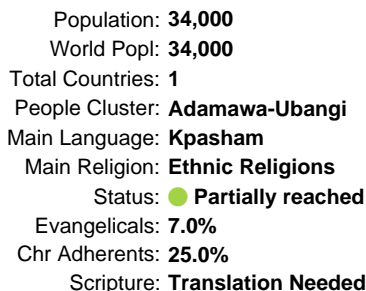 Population: 34,000
World Popl: 34,000
Total Countries: 1
People Cluster: Adamawa-Ubangi
Main Language: Kpasham
Main Religion: Ethnic Religions
Status: Partially reached
Evangelicals: 7.0%
Chr Adherents: 25.0%
Scripture: Translation Needed